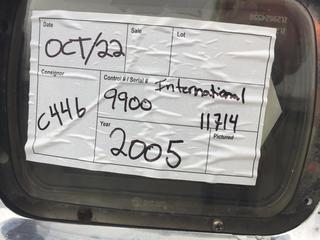 Date Sale Lot
OCT/22
Consignor Control # / Serial #
C446 9900 International
11714
Year Pictured
2005